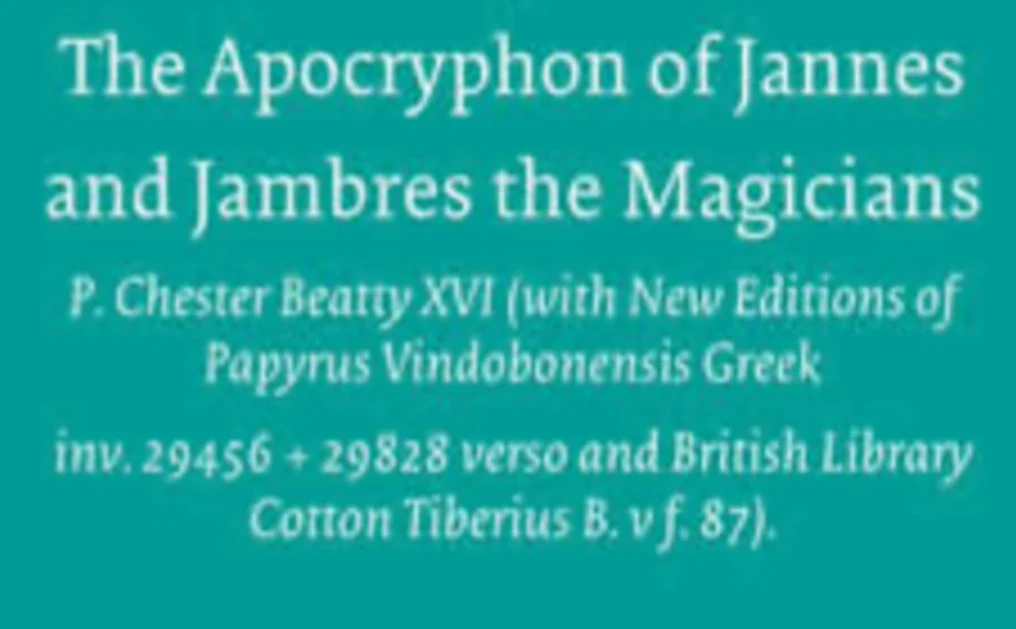 The Apocryphon of Jannes
and Jambres the Magicians
P. Chester Beatty XVI (with New Editions of
Papyrus Vindobonensis Greek
inv. 29456 + 29828 verso and British Library
Cotton Tiberius B. v f. 87).